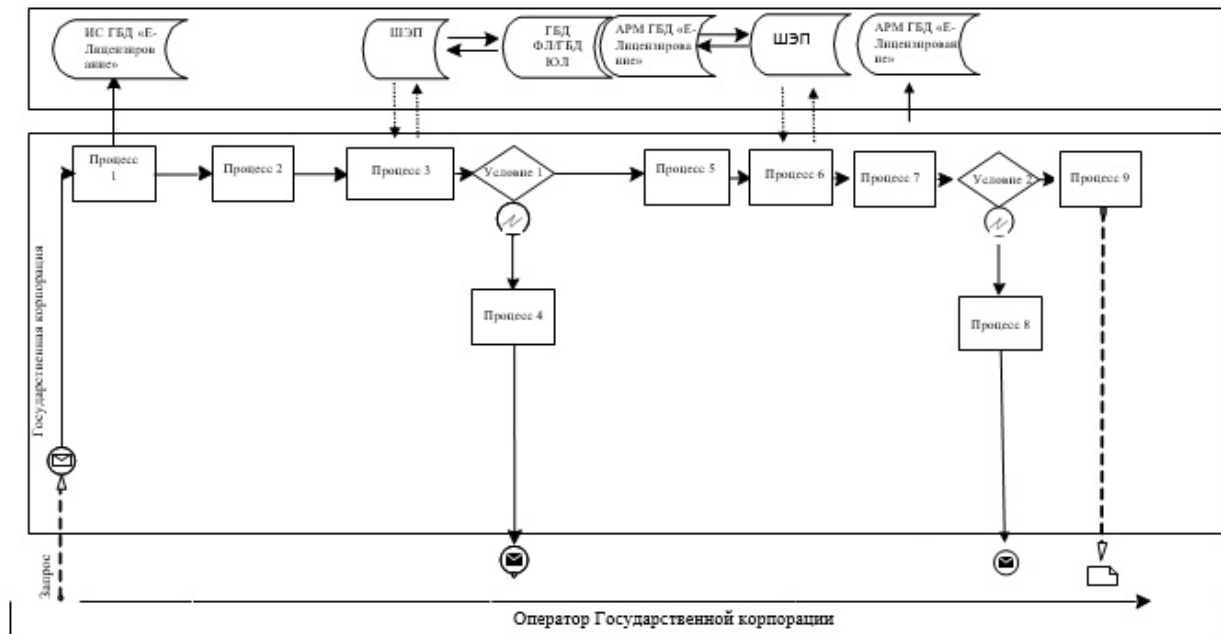 ИС ГБД «Е-
Лицензиров
ание»
ШЭП
ГБД
ФЛ/ГБД
ЮЛ
АРМ ГБД «Е-
Лицензирова
ние»
ШЭП
АРМ ГБД «Е-
Лицензирован
ие»
Процесс
1
Процесс 2
Процесс 3
Условие 1
Процесс 5
Процесс 6
Процесс 7
Условие 2
Процесс 9
Процесс 4
Процесс 8
Государственная корпорация
Запрос
Оператор Государственной корпорации